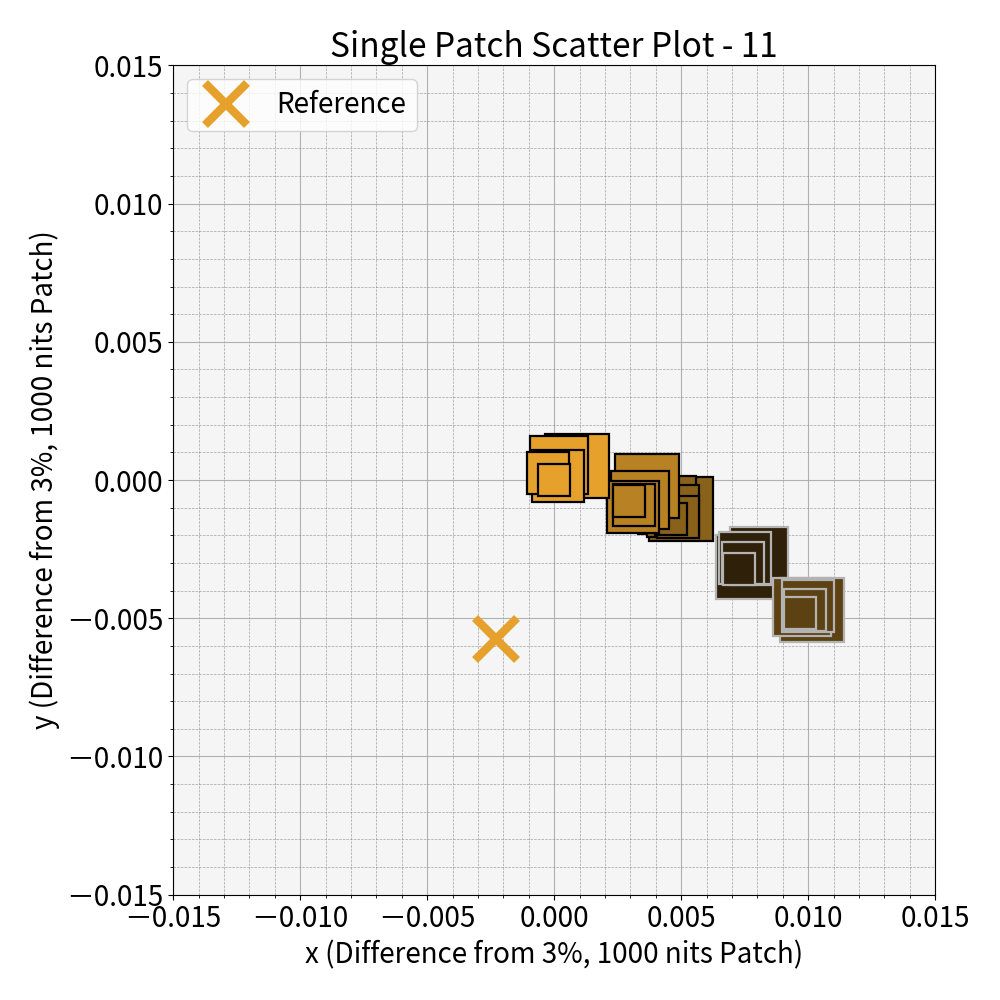 Single Patch Scatter Plot - 11
Reference
y (Difference from 3%, 1000 nits Patch)
0.015
0.010
0.005
0.000
−0.005
−0.010
−0.015
−0.015 −0.010 −0.005 0.000 0.005 0.010 0.015
x (Difference from 3%, 1000 nits Patch)